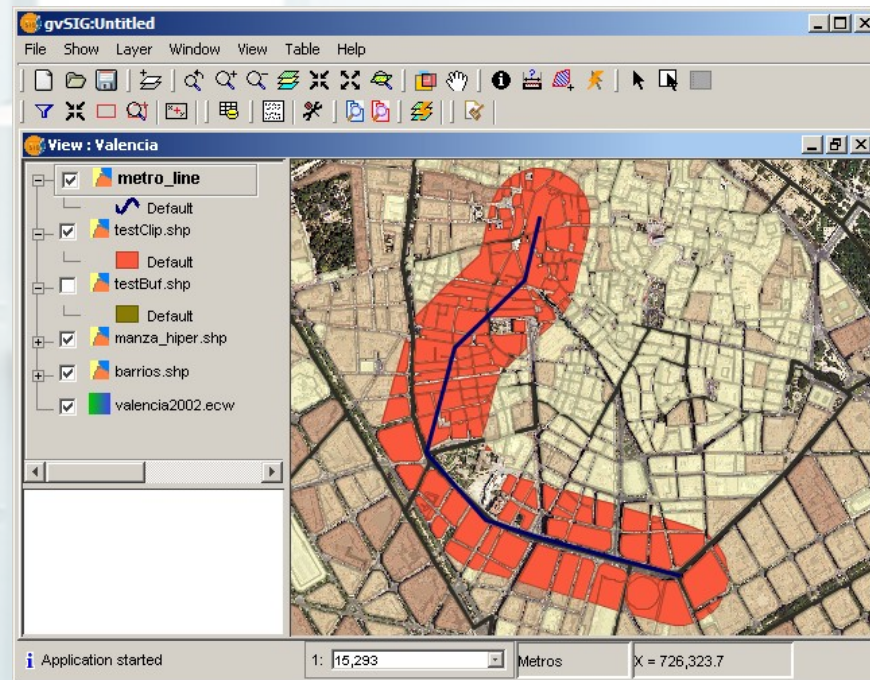 gvSIG:Untitled
File Show Layer Window View Table Help
View : Valencia
metro_line
Default
testClip.shp
Default
testBuf.shp
Default
manza_hiper.shp
barrios.shp
valencia2002.ecw
Application started
1: 15,293
Metros
X = 726,323.7